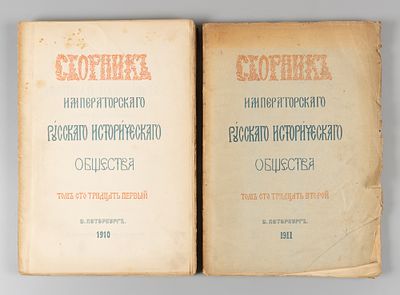 СБОРНИКЪ
ИМПЕРАТОРСКАГО
РУССКАГО ИСТОРИЧЕСКАГО
ОБЩЕСТВА
ТОМЪ СТО ТРИДЦАТЬ ПЕРВЫЙ
С. ПЕТЕРБУРГЪ.
1910
СБОРНИКЪ
ИМПЕРАТОРСКАГО
РУССКАГО ИСТОРИЧЕСКАГО
ОБЩЕСТВА
ТОМЪ СТО ТРИДЦАТЬ ВТОРОЙ
С. ПЕТЕРБУРГЪ.
1911